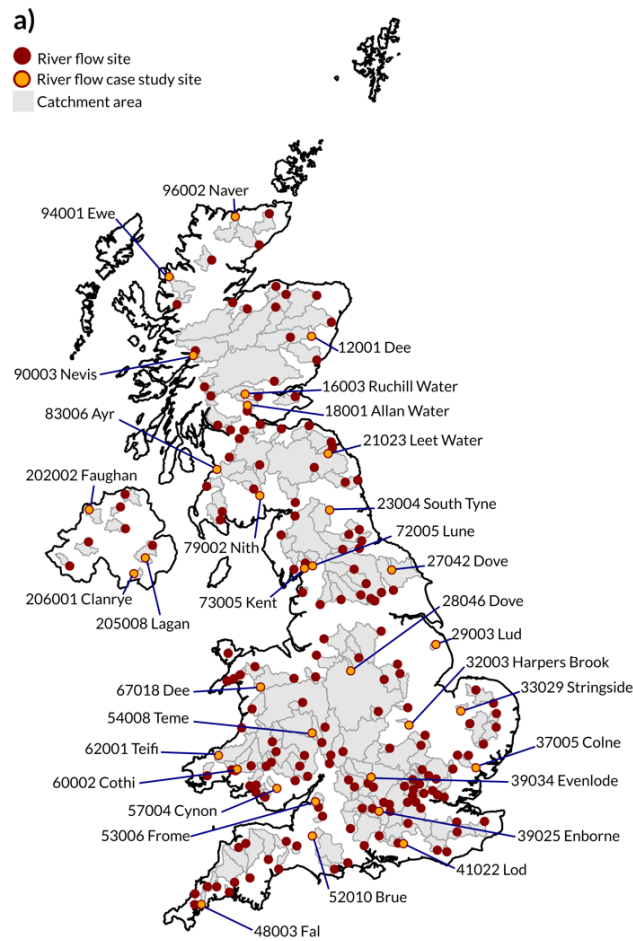 a)
River flow site
River flow case study site
Catchment area
96002 Naver
94001 Ewe
12001 Dee
90003 Nevis
16003 Ruchill Water
83006 Ayr
18001 Allan Water
21023 Leet Water
202002 Faughan
23004 South Tyne
72005 Lune
79002 Nith
27042 Dove
206001 Clanrye
73005 Kent
28046 Dove
205008 Lagan
29003 Lud
32003 Harpers Brook
67018 Dee
33029 Stringside
54008 Teme
62001 Teifi
37005 Colne
60002 Cothi
39034 Evenlode
57004 Cynon
53006 Frome
39025 Enborne
41022 Lod
52010 Brue
48003 Fal